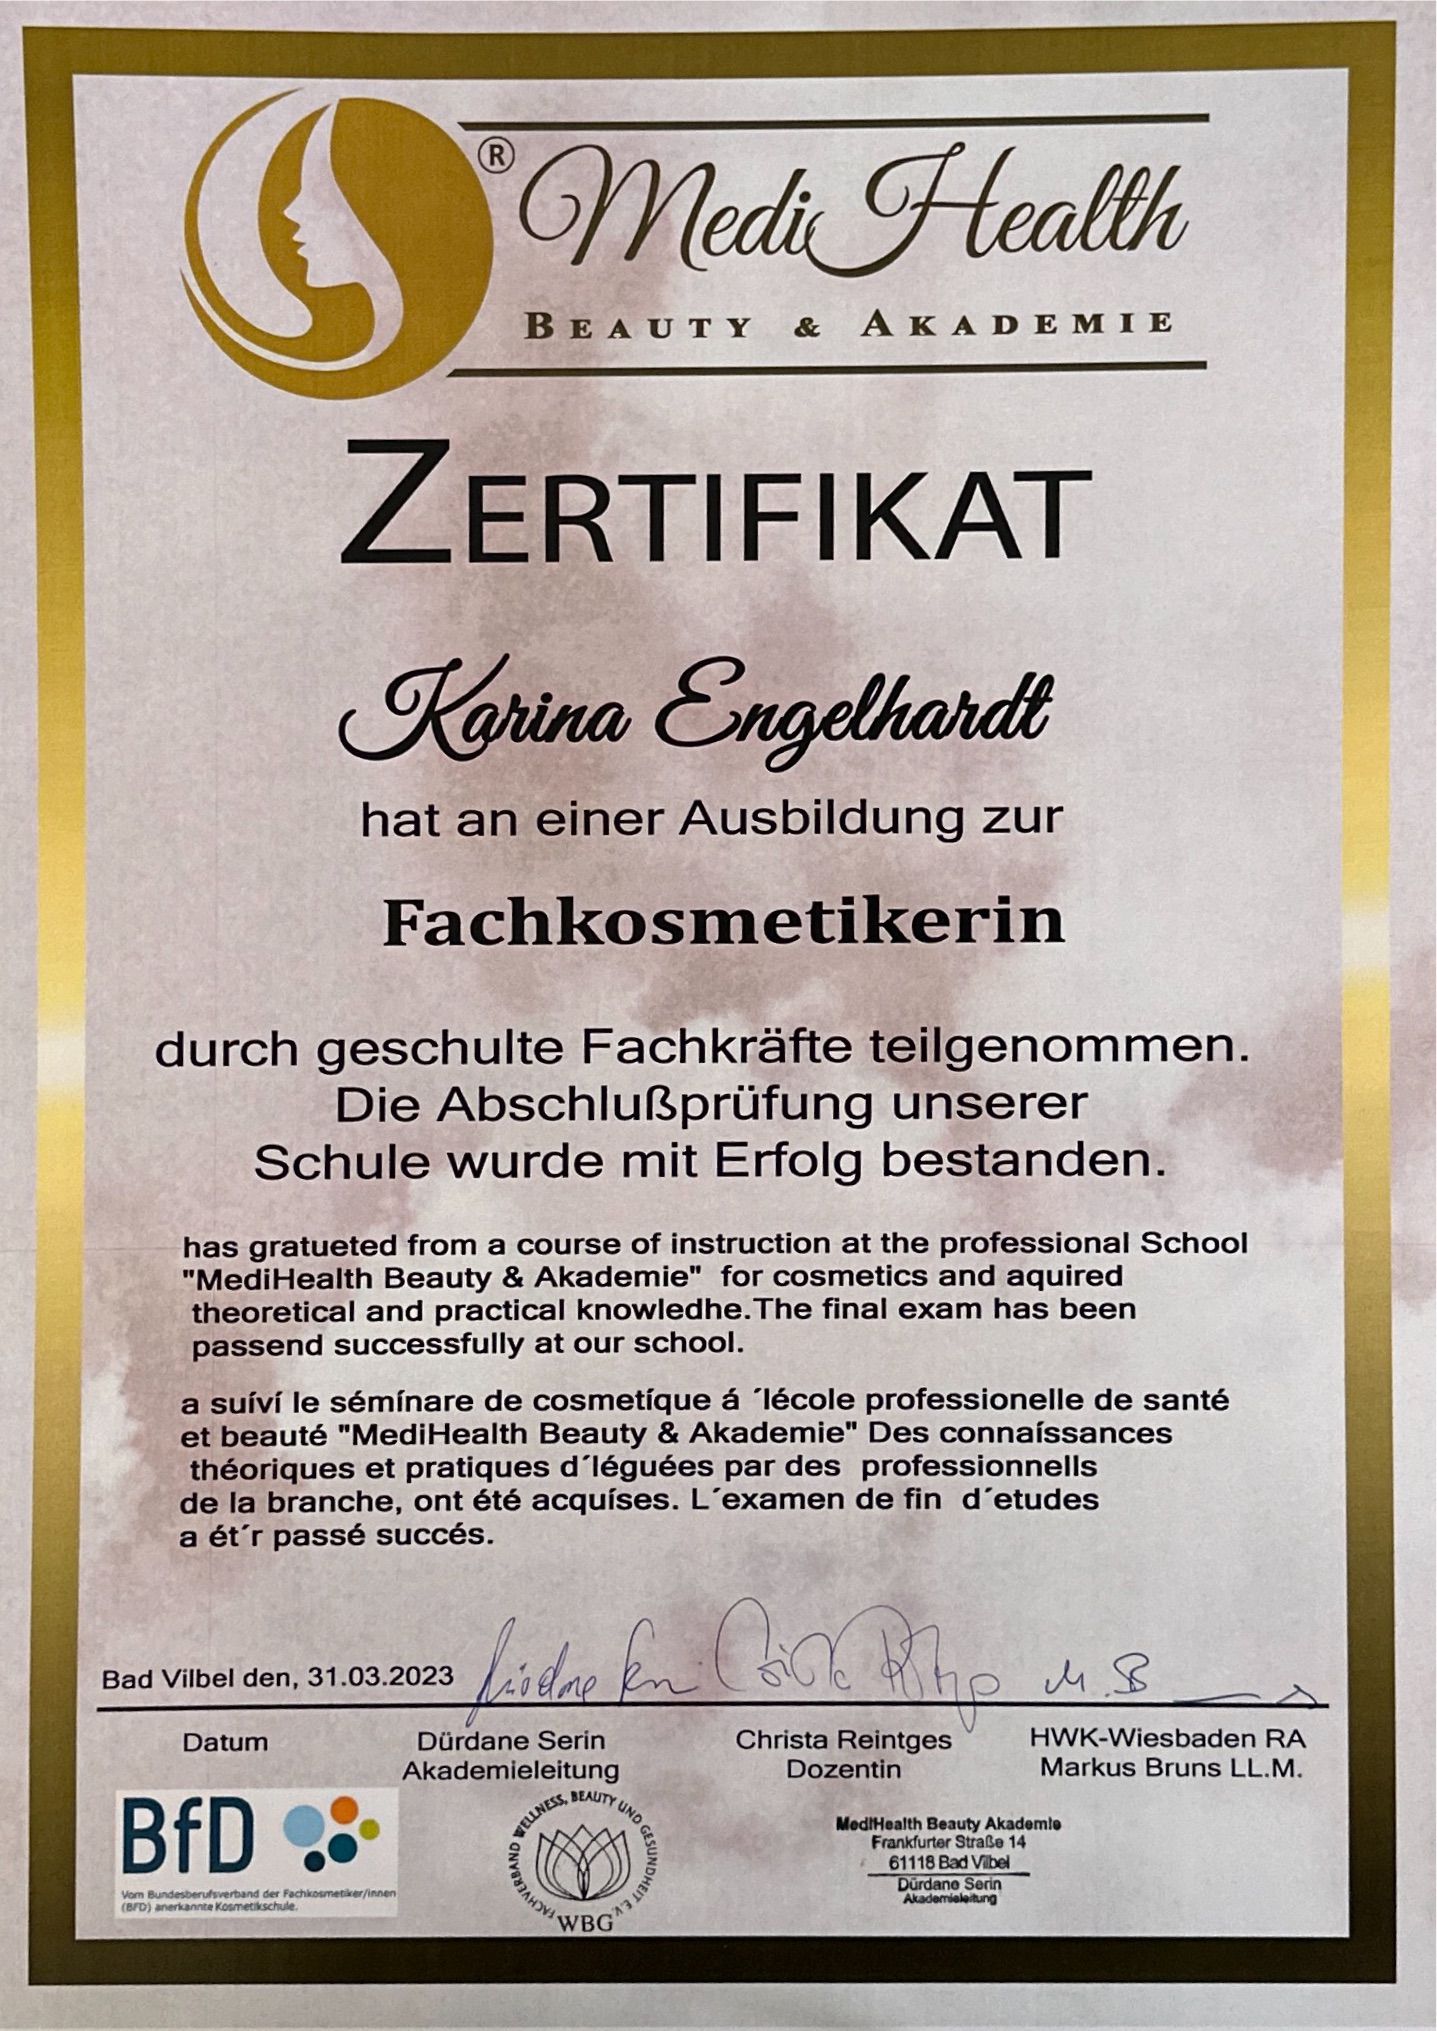 ® MediHealth
BEAUTY & AKADEMIE
ZERTIFIKAT
Karina Engelhardt
hat an einer Ausbildung zur
Fachkosmetikerin
durch geschulte Fachkräfte teilgenommen.
Die Abschlußprüfung unserer
Schule wurde mit Erfolg bestanden.
has gratueted from a course of instruction at the professional School
"MediHealth Beauty & Akademie" for cosmetics and aquired
theoretical and practical knowledhe.The final exam has been
passend successfully at our school.
a suíví le sémínare de cosmetíque á ´lécole professionelle de santé
et beauté "MediHealth Beauty & Akademie" Des connaíssances
théoriques et pratiques d´léguées par des professionnells
de la branche, ont été acquíses. L´examen de fin d´etudes
a ét´r passé succés.
Bad Vilbel den, 31.03.2023
Datum
Dürdane Serin
Akademieleitung
Christa Reintges
Dozentin
HWK-Wiesbaden RA
Markus Bruns LL.M.
BfD
Vom Bundesberufsverband der Fachkosmetiker/innen
(BFD) anerkannte Kosmetikschule.
FACHVERBAND WELLNESS, BEAUTY UND GESUNDHEIT E.V.
WBG
MediHealth Beauty Akademie
Frankfurter Straße 14
61118 Bad Vilbel
Dürdane Serin
Akademieleitung